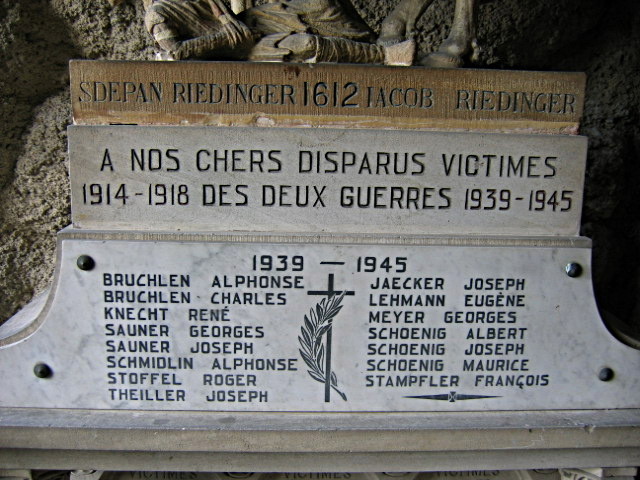 SDEPAN RIEDINGER 1612 IACOB RIEDINGER
A NOS CHERS DISPARUS VICTIMES
1914-1918 DES DEUX GUERRES 1939-1945
1939 — 1945
BRUCHLEN ALPHONSE
BRUCHLEN CHARLES
KNECHT RENÉ
SAUNER GEORGES
SAUNER JOSEPH
SCHMIDLIN ALPHONSE
STOFFEL ROGER
THEILLER JOSEPH
JAECKER JOSEPH
LEHMANN EUGÈNE
MEYER GEORGES
SCHOENIG ALBERT
SCHOENIG JOSEPH
SCHOENIG MAURICE
STAMPFLER FRANÇOIS
VICTIMES VICTIMES